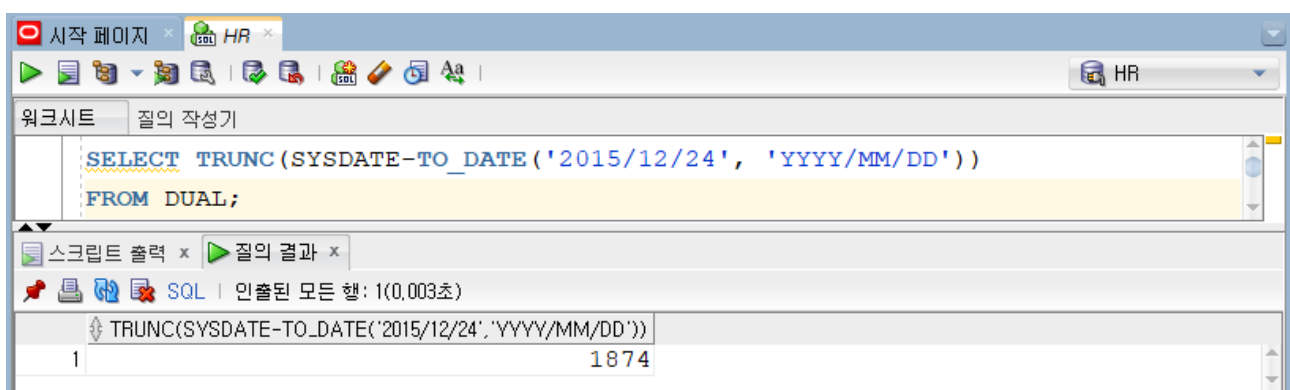 시작 페이지 × HR ×
HR
워크시트 질의 작성기
SELECT TRUNC(SYSDATE-TO_DATE('2015/12/24', 'YYYY/MM/DD'))
FROM DUAL;
스크립트 출력 x 질의 결과 x
SQL | 인출된 모든 행: 1(0,003초)
TRUNC(SYSDATE-TO_DATE('2015/12/24','YYYY/MM/DD'))
1 1874